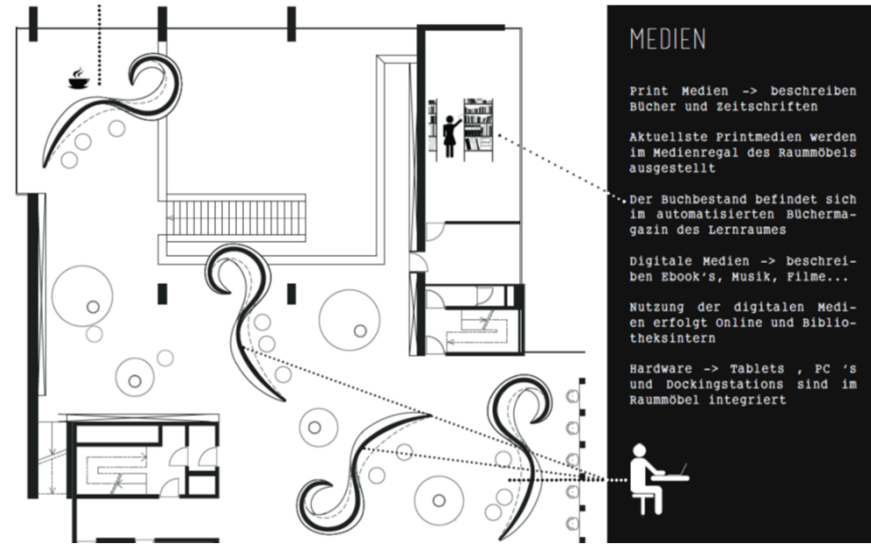 MEDIEN
Print Medien -> beschreiben
Bücher und Zeitschriften
Aktuellste Printmedien werden
im Medienregal des Raummöbels
ausgestellt
Der Buchbestand befindet sich
im automatisierten Bücherma-
gazin des Lernraumes
Digitale Medien -> beschrei-
ben Ebook's, Musik, Filme...
Nutzung der digitalen Medi-
en erfolgt Online und Biblio-
theksintern
Hardware -> Tablets , PC 's
und Dockingstations sind im
Raummöbel integriert